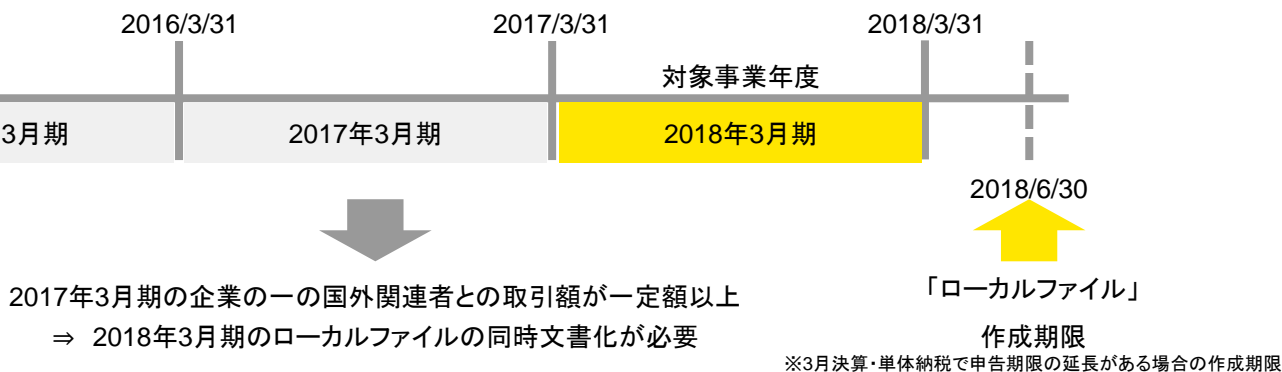 2016/3/31
2017/3/31
2018/3/31
対象事業年度
3月期
2017年3月期
2018年3月期
2018/6/30
2017年3月期の企業の一の国外関連者との取引額が一定額以上
⇒ 2018年3月期のローカルファイルの同時文書化が必要
「ローカルファイル」
作成期限
※3月決算・単体納税で申告期限の延長がある場合の作成期限